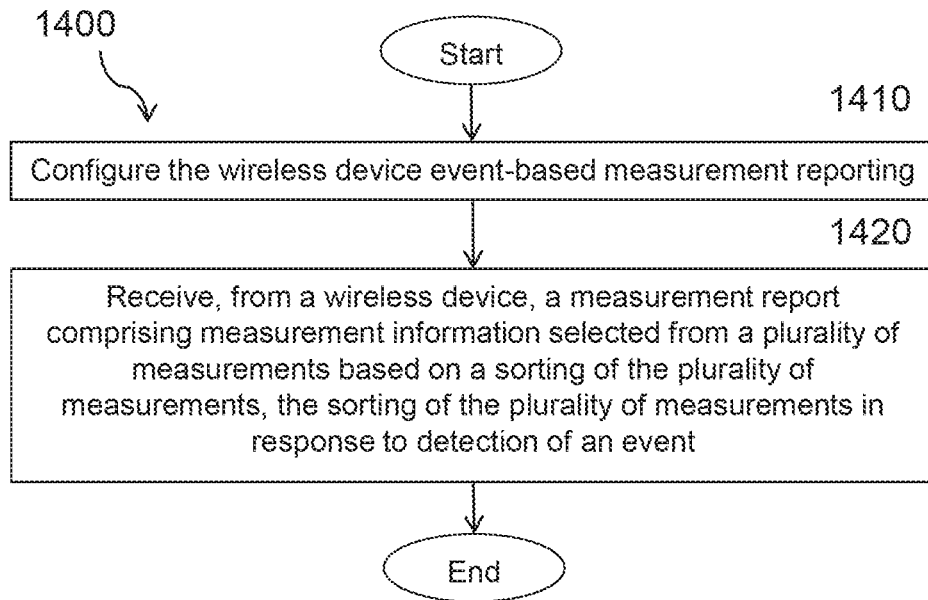 1400
Start
1410
Configure the wireless device event-based measurement reporting
1420
Receive, from a wireless device, a measurement report
comprising measurement information selected from a plurality of
measurements based on a sorting of the plurality of
measurements, the sorting of the plurality of measurements in
response to detection of an event
End